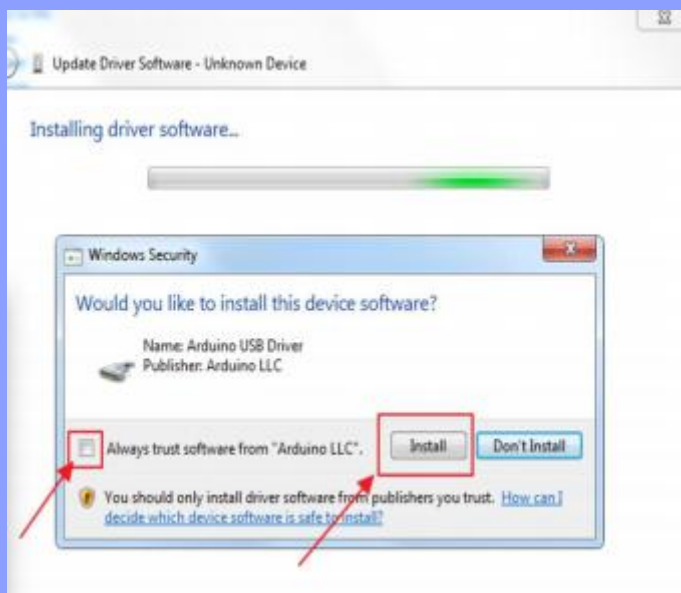 Update Driver Software - Unknown Device
Installing driver software...
Windows Security
Would you like to install this device software?
Name: Arduino USB Driver
Publisher: Arduino LLC
Always trust software from "Arduino LLC".
Install
Don't Install
You should only install driver software from publishers you trust. How can I
decide which device software is safe to install?